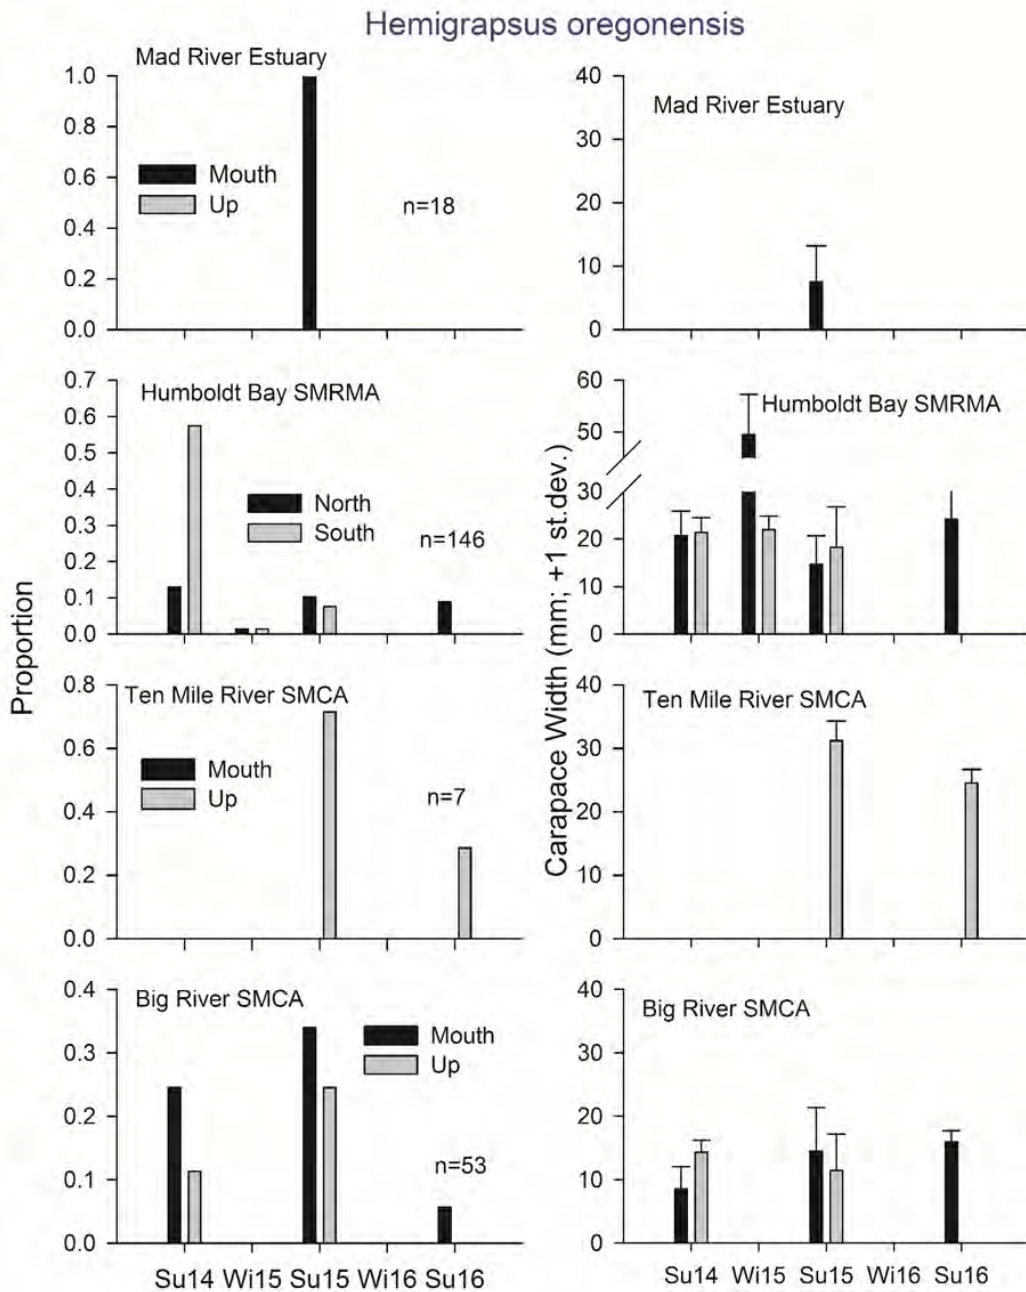 Hemigrapsus oregonensis
Mad River Estuary
1.0
0.8
0.6
0.4
0.2
0.0
Mouth
Up
n=18
40
30
20
10
0
Mad River Estuary
Proportion
0.7
0.6
0.5
0.4
0.3
0.2
0.1
0.0
Humboldt Bay SMRMA
North
South
n=146
Carapace Width (mm; +1 st.dev.)
60
50
30
20
10
0
Humboldt Bay SMRMA
0.8
0.6
0.4
0.2
0.0
Ten Mile River SMCA
Mouth
Up
n=7
40
30
20
10
0
Ten Mile River SMCA
0.4
0.3
0.2
0.1
0.0
Big River SMCA
Mouth
Up
n=53
Su14 Wi15 Su15 Wi16 Su16
40
30
20
10
0
Big River SMCA
Su14 Wi15 Su15 Wi16 Su16